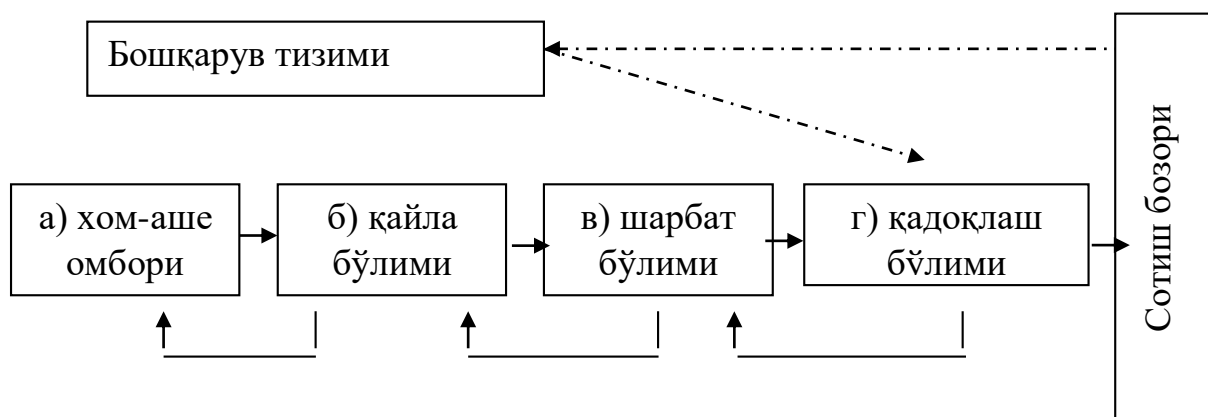 Бошқарув тизими
а) хом-аше
омбори
б) қайла
бўлими
в) шарбат
бўлими
г) қадоқлаш
бўлими
Сотиш бозори